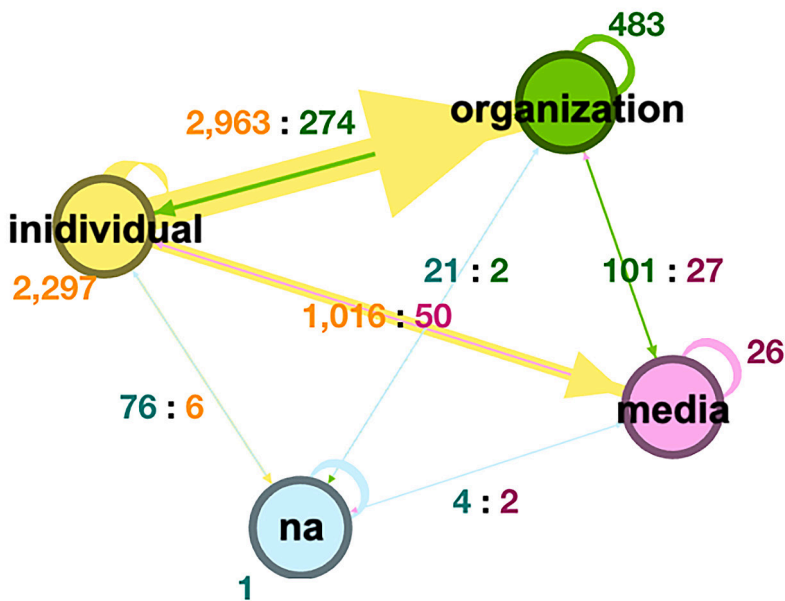 483
organization
2,963 : 274
inidividual
2,297
21 : 2
101 : 27
1,016 : 50
26
media
76 : 6
4 : 2
na
1